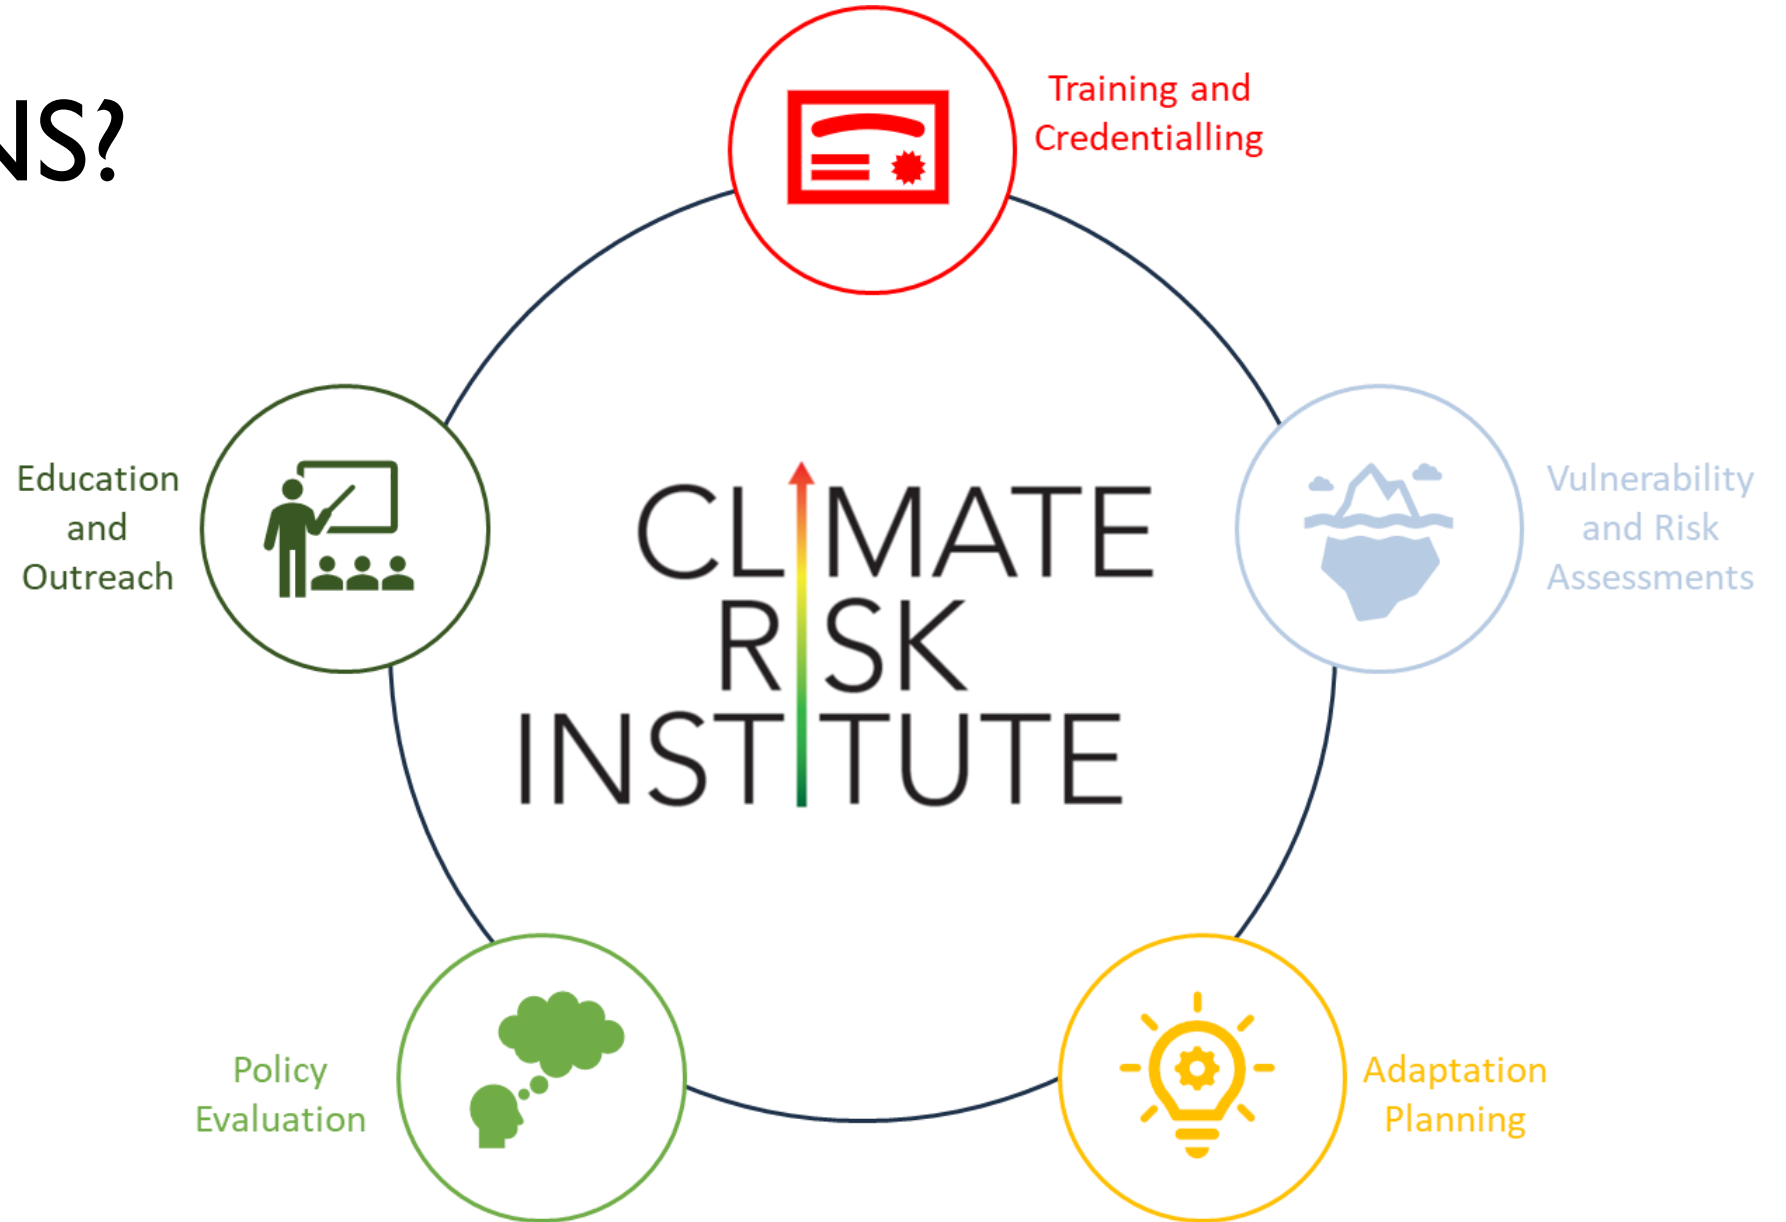 NS?
Training and
Credentialling
Education
and
Outreach
CLIMATE
RISK
INSTITUTE
Vulnerability
and Risk
Assessments
Policy
Evaluation
Adaptation
Planning